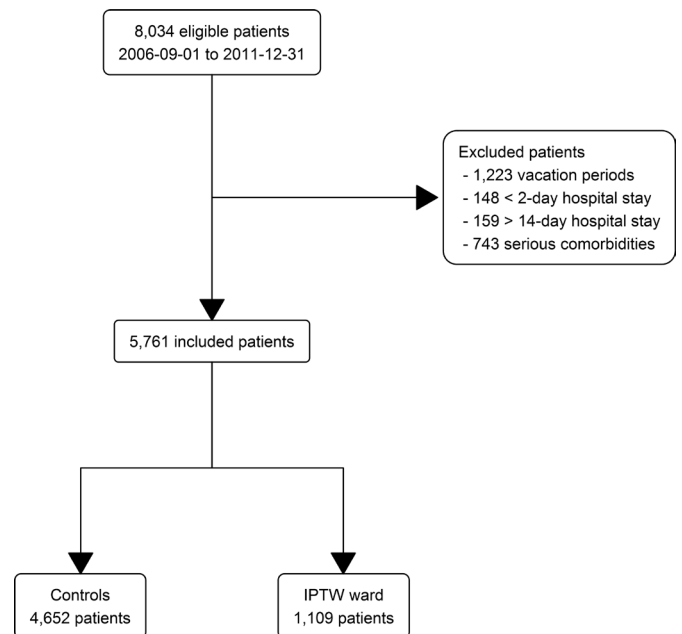 8,034 eligible patients
2006-09-01 to 2011-12-31
Excluded patients
- 1,223 vacation periods
- 148 < 2-day hospital stay
- 159 > 14-day hospital stay
- 743 serious comorbidities
5,761 included patients
Controls
4,652 patients
IPTW ward
1,109 patients